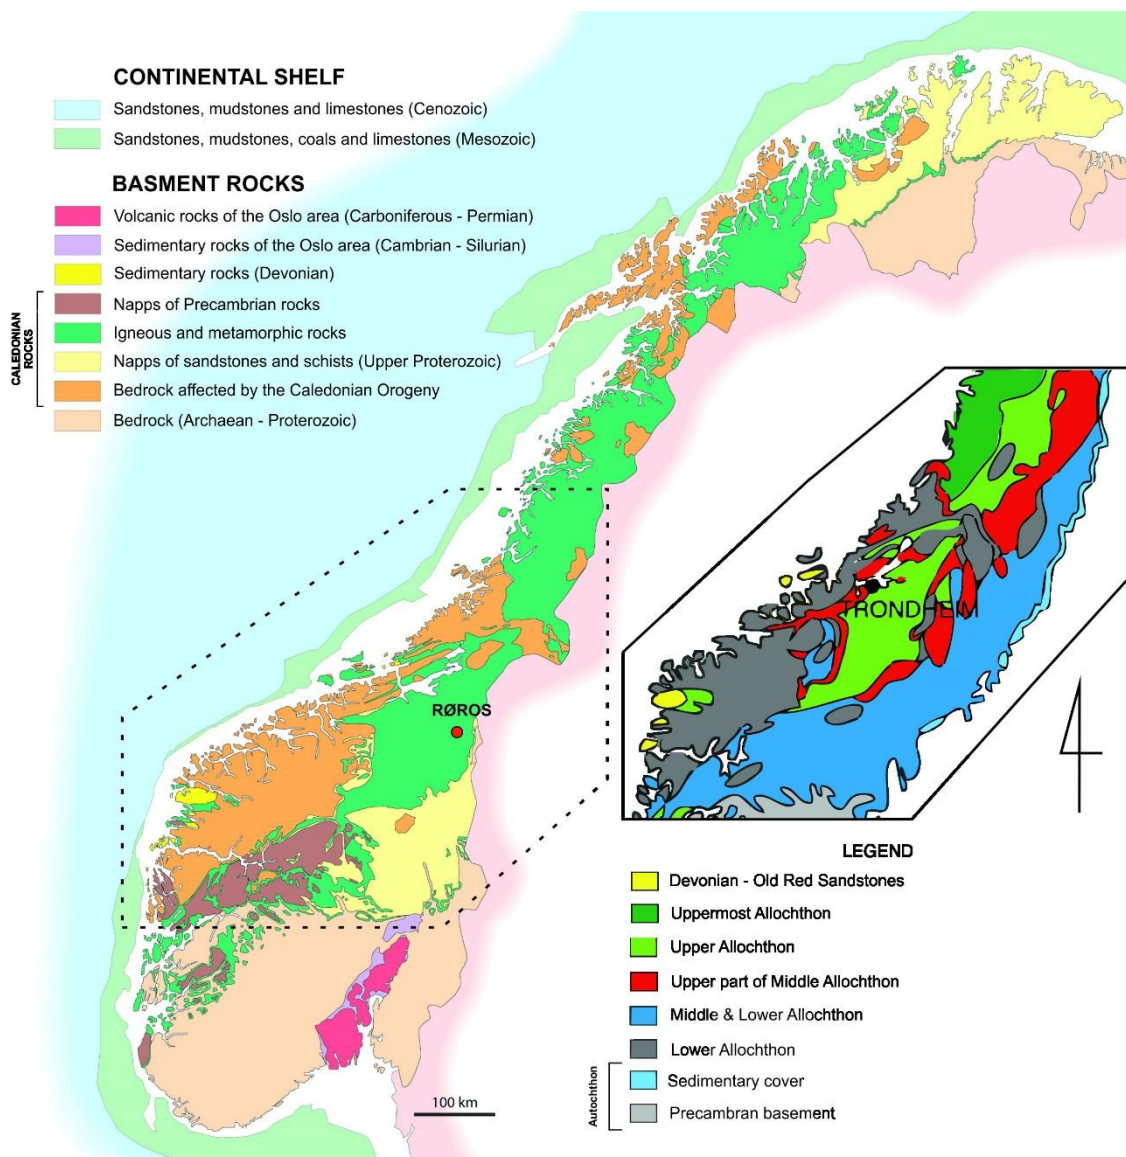 CONTINENTAL SHELF
Sandstones, mudstones and limestones (Cenozoic)
Sandstones, mudstones, coals and limestones (Mesozoic)
BASMENT ROCKS
Volcanic rocks of the Oslo area (Carboniferous - Permian)
Sedimentary rocks of the Oslo area (Cambrian - Silurian)
Sedimentary rocks (Devonian)
CALEDONIAN
ROCKS
Napps of Precambrian rocks
Igneous and metamorphic rocks
Napps of sandstones and schists (Upper Proterozoic)
Bedrock affected by the Caledonian Orogeny
Bedrock (Archaean - Proterozoic)
RØROS
TRONDHEIM
100 km
LEGEND
Devonian - Old Red Sandstones
Uppermost Allochthon
Upper Allochthon
Upper part of Middle Allochthon
Middle & Lower Allochthon
Lower Allochthon
Autochthon
Sedimentary cover
Precambran basement